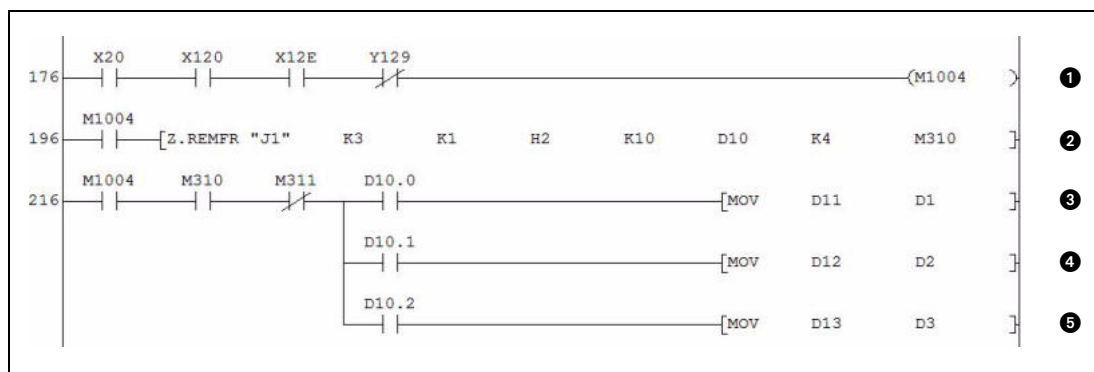 X20 X120 X12E Y129
176 (M1004 ) ❶
M1004
196 [Z.REMFR "J1" K3 K1 H2 K10 D10 K4 M310 ] ❷
M1004 M310 M311 D10.0
216 [MOV D11 D1 ] ❸
D10.1
[MOV D12 D2 ] ❹
D10.2
[MOV D13 D3 ] ❺